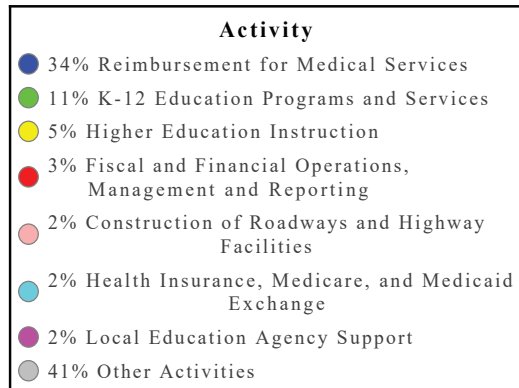 Activity
34% Reimbursement for Medical Services
11% K-12 Education Programs and Services
5% Higher Education Instruction
3% Fiscal and Financial Operations,
Management and Reporting
2% Construction of Roadways and Highway
Facilities
2% Health Insurance, Medicare, and Medicaid
Exchange
2% Local Education Agency Support
41% Other Activities